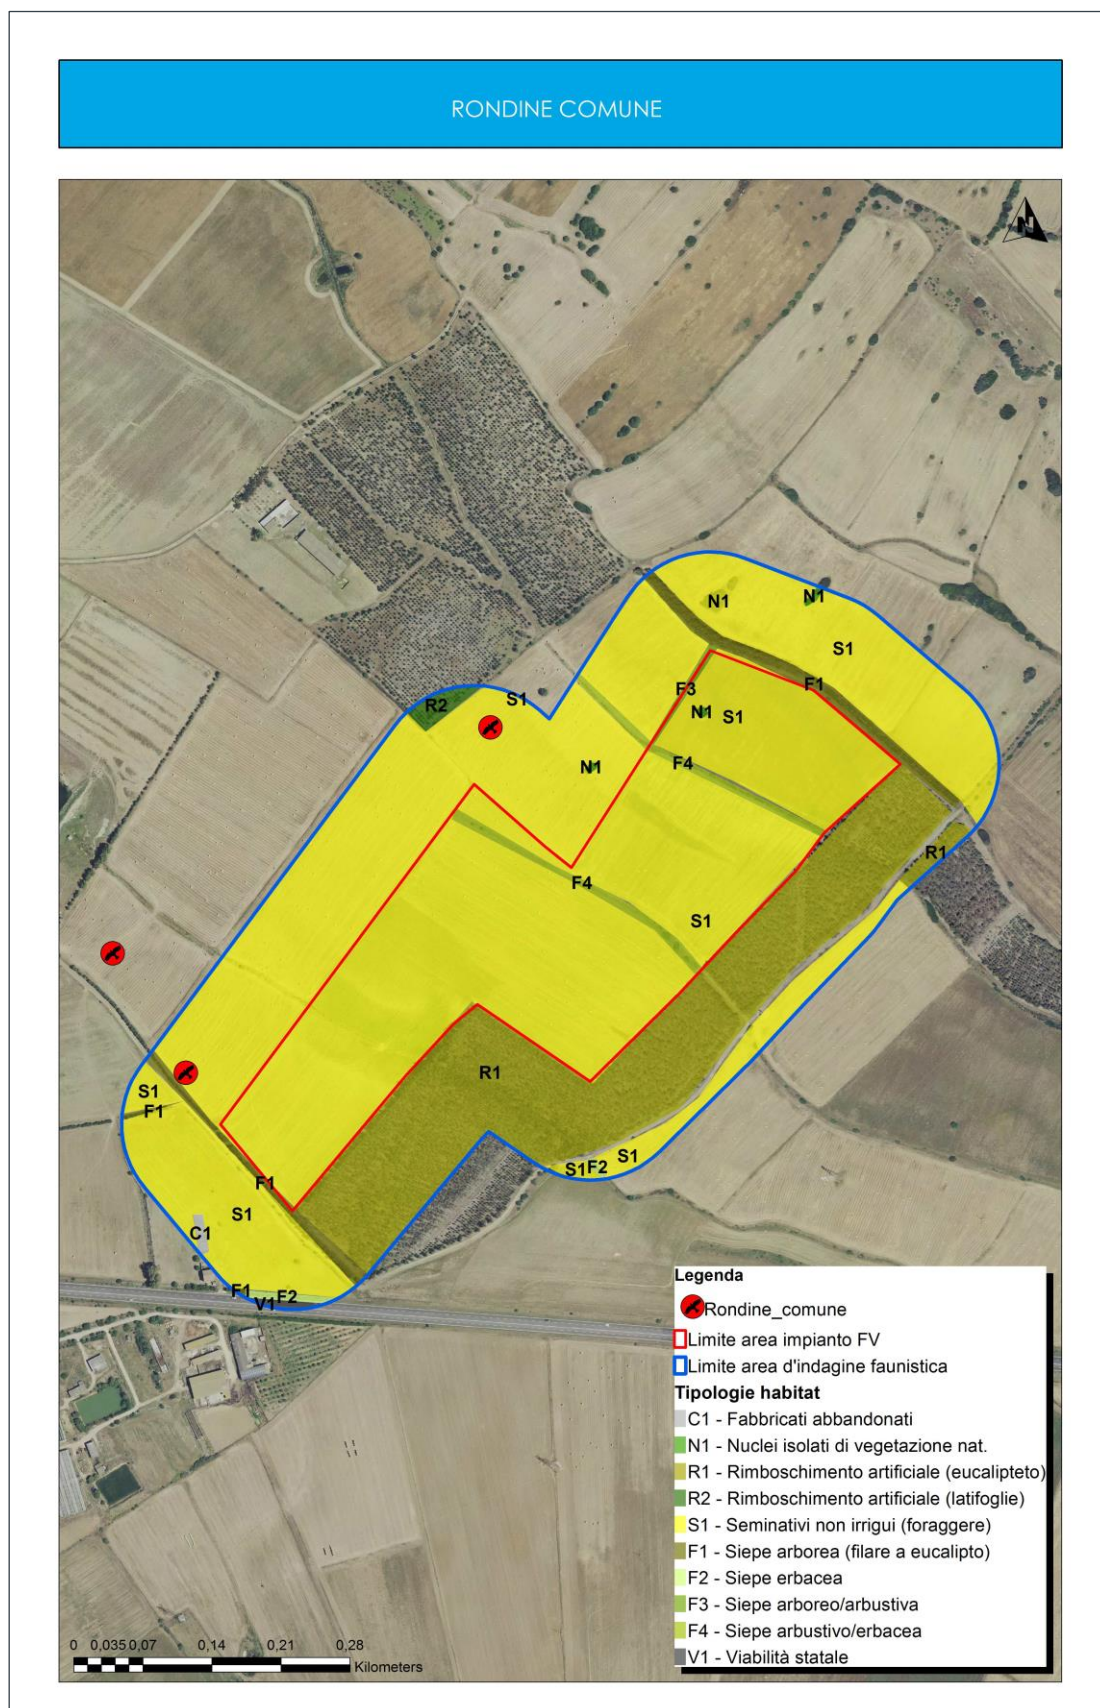 RONDINE COMUNE
N
N1
N1
S1
F1
F3
N1
S1
R2
S1
F4
N1
R1
F4
S1
R1
S1
F1
F1
S1
C1
S1
F2
S1
F1
F2
V1
Legenda
Rondine_comune
Limite area impianto FV
Limite area d'indagine faunistica
Tipologie habitat
C1 - Fabbricati abbandonati
N1 - Nuclei isolati di vegetazione nat.
R1 - Rimboschimento artificiale (eucalipteto)
R2 - Rimboschimento artificiale (latifoglie)
S1 - Seminativi non irrigui (foraggere)
F1 - Siepe arborea (filare a eucalipto)
F2 - Siepe erbacea
F3 - Siepe arboreo/arbustiva
F4 - Siepe arbustivo/erbacea
V1 - Viabilità statale
0 0,035 0,07 0,14 0,21 0,28
Kilometers